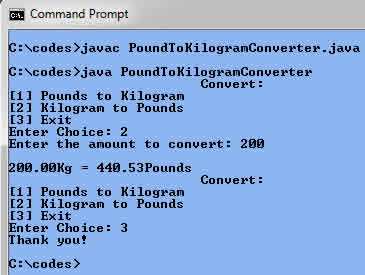 Command Prompt
C:\codes>javac PoundToKilogramConverter.java
C:\codes>java PoundToKilogramConverter
Convert:
[1] Pounds to Kilogram
[2] Kilogram to Pounds
[3] Exit
Enter Choice: 2
Enter the amount to convert: 200
200.00Kg = 440.53Pounds
Convert:
[1] Pounds to Kilogram
[2] Kilogram to Pounds
[3] Exit
Enter Choice: 3
Thank you!
C:\codes>